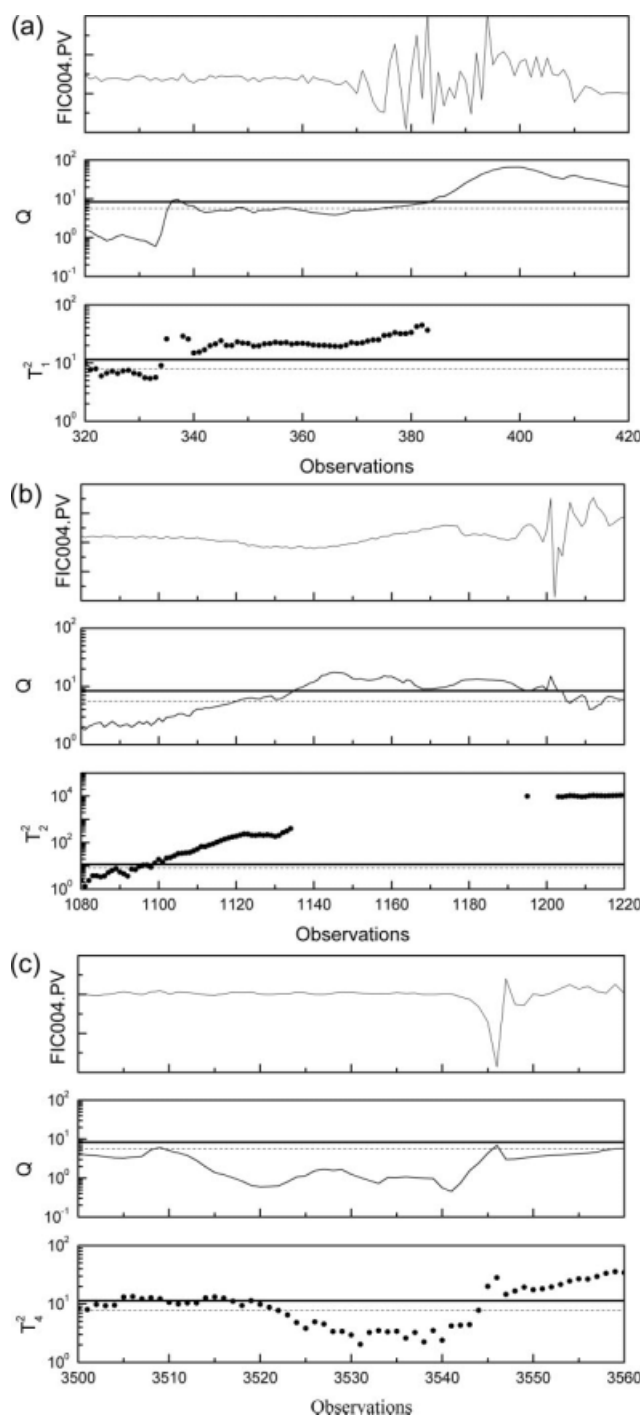 (a)
FIC004.PV
10²
10¹
10⁰
10⁻¹
Q
10²
10¹
10⁰
T₁²
320 340 360 380 400 420
Observations
(b)
FIC004.PV
10²
10¹
10⁰
Q
10⁴
10²
10⁰
T₂²
1080 1100 1120 1140 1160 1180 1200 1220
Observations
(c)
FIC004.PV
10²
10¹
10⁰
10⁻¹
Q
10²
10¹
10⁰
T₄²
3500 3510 3520 3530 3540 3550 3560
Observations